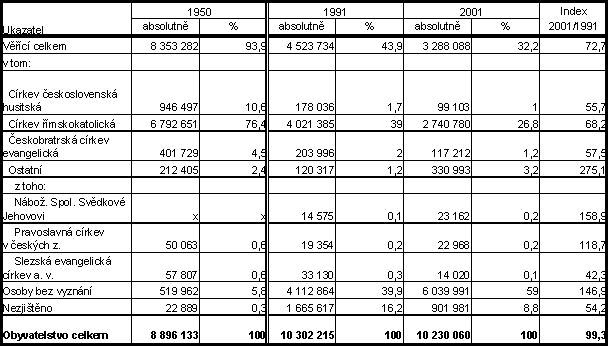 Ukazatel 1950 1991 2001 Index
absolutně % absolutně % absolutně % 2001/1991
Věřící celkem 8 353 282 93,9 4 523 734 43,9 3 288 088 32,2 72,7
v tom:
Církev československá
husitská 946 497 10,6 178 036 1,7 99 103 1 55,7
Církev římskokatolická 6 792 651 76,4 4 021 385 39 2 740 780 26,8 68,2
Českobratrská církev
evangelická 401 729 4,5 203 996 2 117 212 1,2 57,5
Ostatní 212 405 2,4 120 317 1,2 330 993 3,2 275,1
z toho:
Nábož. Spol. Svědkové
Jehovovi x x 14 575 0,1 23 162 0,2 158,9
Pravoslavná církev
v českých z. 50 063 0,6 19 354 0,2 22 968 0,2 118,7
Slezská evangelická
církev a. v. 57 807 0,6 33 130 0,3 14 020 0,1 42,3
Osoby bez vyznání 519 962 5,8 4 112 864 39,9 6 039 991 59 146,9
Nezjištěno 22 889 0,3 1 665 617 16,2 901 981 8,8 54,2
Obyvatelstvo celkem 8 896 133 100 10 302 215 100 10 230 060 100 99,3